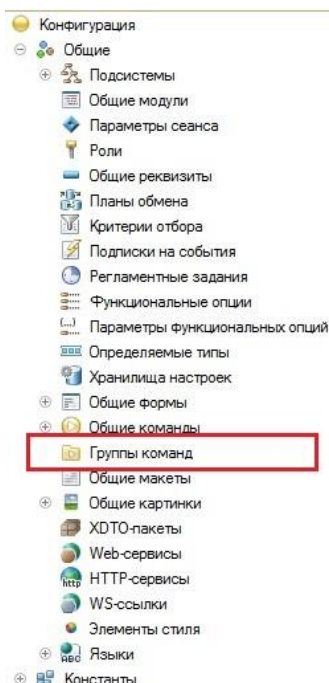 Конфигурация
Общие
Подсистемы
Общие модули
Параметры сеанса
Роли
Общие реквизиты
Планы обмена
Критерии отбора
Подписки на события
Регламентные задания
Функциональные опции
Параметры функциональных опций
Определяемые типы
Хранилища настроек
Общие формы
Общие команды
Группы команд
Общие макеты
Общие картинки
XDTO-пакеты
Web-сервисы
http HTTP-сервисы
WS-ссылки
Элементы стиля
ABC Языки
Константы